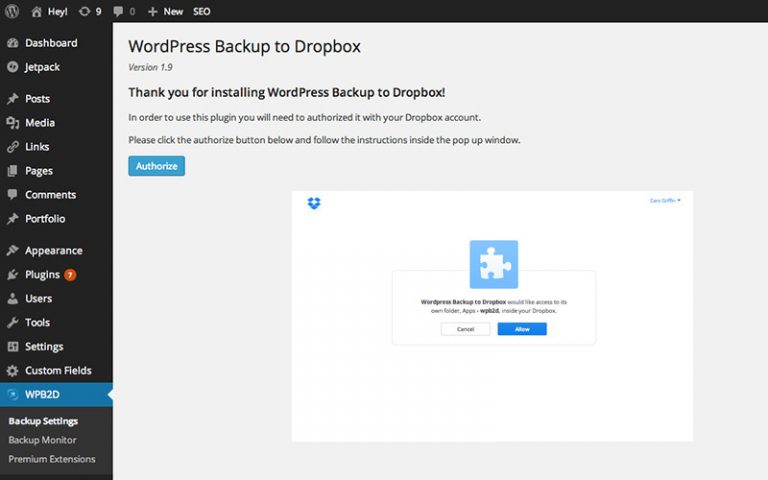 Hey!
9
0
New
SEO
Dashboard
Jetpack
Posts
Media
Links
Pages
Comments
Portfolio
Appearance
Plugins 7
Users
Tools
Settings
Custom Fields
WPB2D
Backup Settings
Backup Monitor
Premium Extensions
WordPress Backup to Dropbox
Version 1.9
Thank you for installing WordPress Backup to Dropbox!
In order to use this plugin you will need to authorized it with your Dropbox account.
Please click the authorize button below and follow the instructions inside the pop up window.
Authorize
Cara Griffin
Wordpress Backup to Dropbox would like access to its
own folder, Apps › wpb2d, inside your Dropbox.
Cancel
Allow